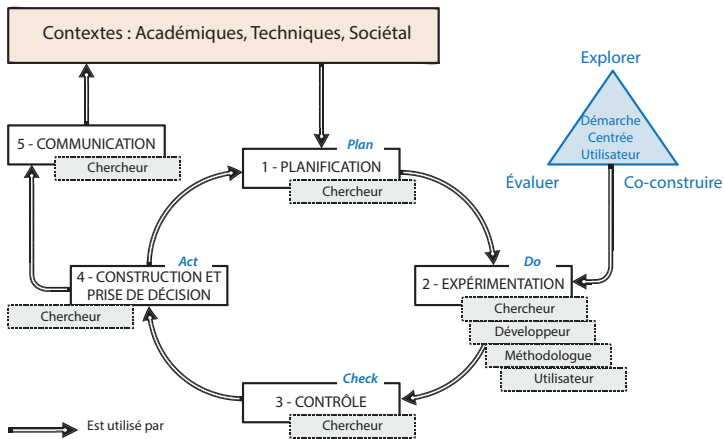 Contextes : Académiques, Techniques, Sociétal
Explorer
Démarche
Centrée
Utilisateur
Évaluer
Co-construire
5 - COMMUNICATION
Chercheur
Plan
1 - PLANIFICATION
Chercheur
Act
4 - CONSTRUCTION ET
PRISE DE DÉCISION
Chercheur
Do
2 - EXPÉRIMENTATION
Chercheur
Développeur
Méthodologue
Utilisateur
Check
3 - CONTRÔLE
Chercheur
Est utilisé par